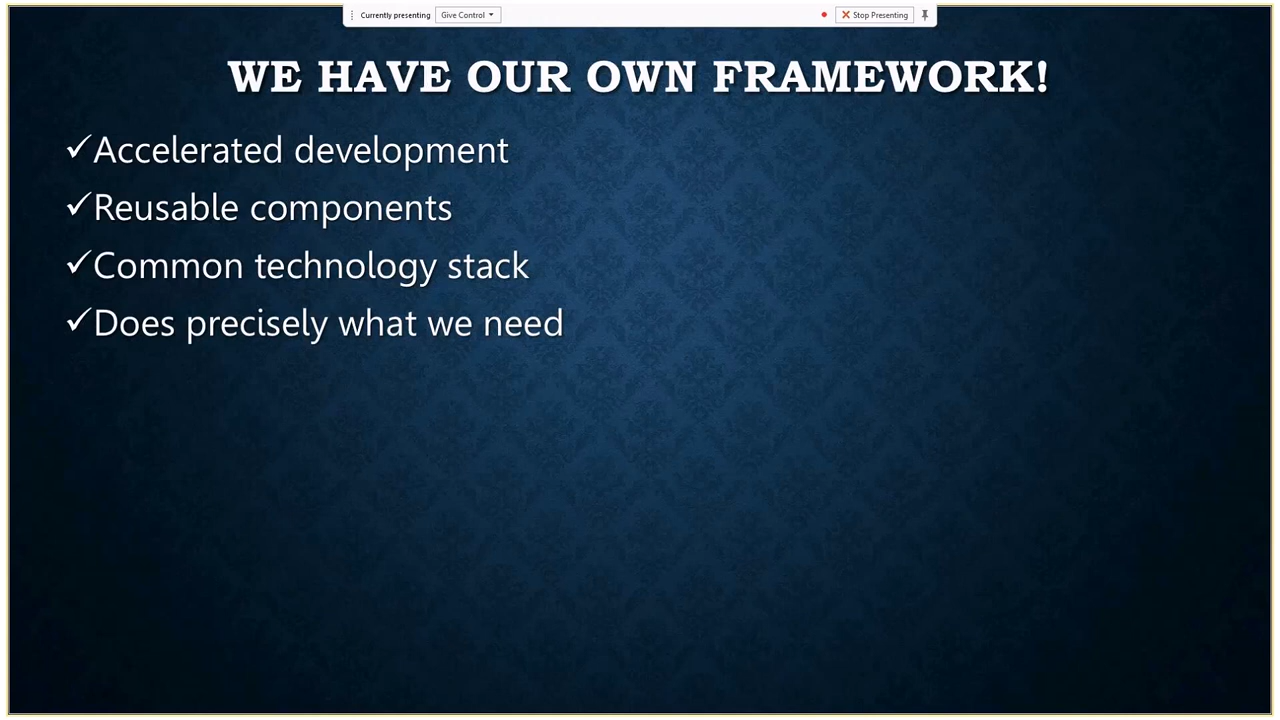 Currently presenting Give Control Stop Presenting
WE HAVE OUR OWN FRAMEWORK!
✓Accelerated development
✓Reusable components
✓Common technology stack
✓Does precisely what we need